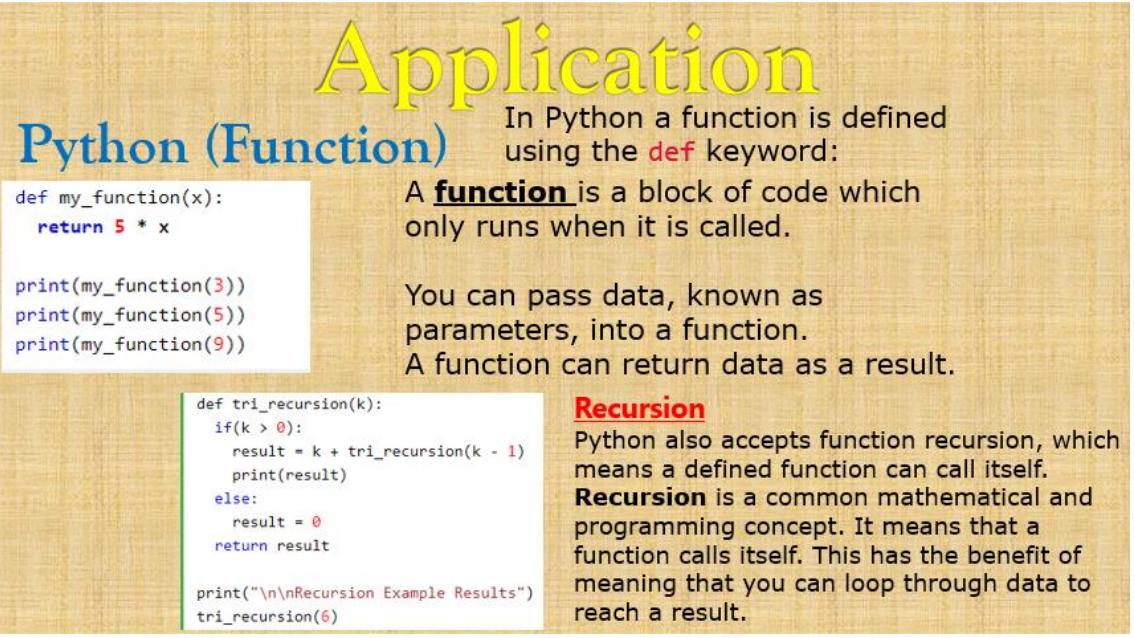 Application
Python (Function)
In Python a function is defined
using the def keyword:
def my_function(x):
  return 5 * x

print(my_function(3))
print(my_function(5))
print(my_function(9))
A function is a block of code which
only runs when it is called.
You can pass data, known as
parameters, into a function.
A function can return data as a result.
def tri_recursion(k):
  if(k > 0):
    result = k + tri_recursion(k - 1)
    print(result)
  else:
    result = 0
  return result

print("\n\nRecursion Example Results")
tri_recursion(6)
Recursion
Python also accepts function recursion, which
means a defined function can call itself.
Recursion is a common mathematical and
programming concept. It means that a
function calls itself. This has the benefit of
meaning that you can loop through data to
reach a result.